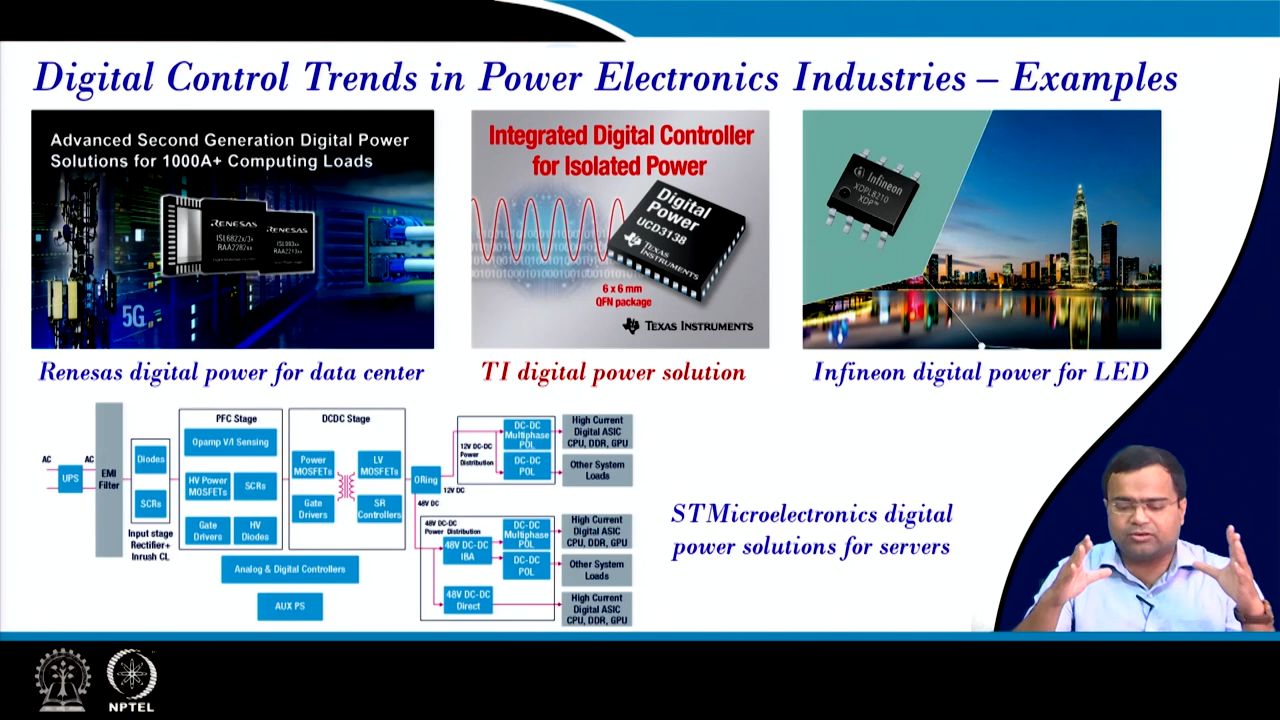 Digital Control Trends in Power Electronics Industries – Examples
Advanced Second Generation Digital Power
Solutions for 1000A+ Computing Loads
RENESAS
RENESAS
5G
Renesas digital power for data center
Integrated Digital Controller
for Isolated Power
Digital
Power
UCD3138
TEXAS
INSTRUMENTS
6 x 6 mm
QFN package
TEXAS INSTRUMENTS
TI digital power solution
Infineon
XDPL8210
XDP™
Infineon digital power for LED
AC
UPS
AC
EMI
Filter
Diodes
SCRs
Input stage
Rectifier+
Inrush CL
PFC Stage
Opamp V/I Sensing
HV Power
MOSFETs
SCRs
Gate
Drivers
HV
Diodes
DCDC Stage
Power
MOSFETs
LV
MOSFETs
Gate
Drivers
SR
Controllers
Analog & Digital Controllers
AUX PS
ORing
12V DC
48V DC
12V DC-DC
Power
Distribution
DC-DC
Multiphase
POL
DC-DC
POL
High Current
Digital ASIC
CPU, DDR, GPU
Other System
Loads
48V DC-DC
Power Distribution
48V DC-DC
IBA
DC-DC
Multiphase
POL
DC-DC
POL
48V DC-DC
Direct
High Current
Digital ASIC
CPU, DDR, GPU
Other System
Loads
High Current
Digital ASIC
CPU, DDR, GPU
STMicroelectronics digital
power solutions for servers
NPTEL